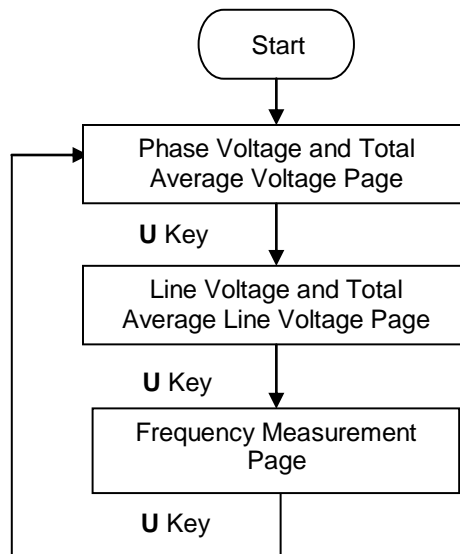 Start
Phase Voltage and Total
Average Voltage Page
U Key
Line Voltage and Total
Average Line Voltage Page
U Key
Frequency Measurement
Page
U Key